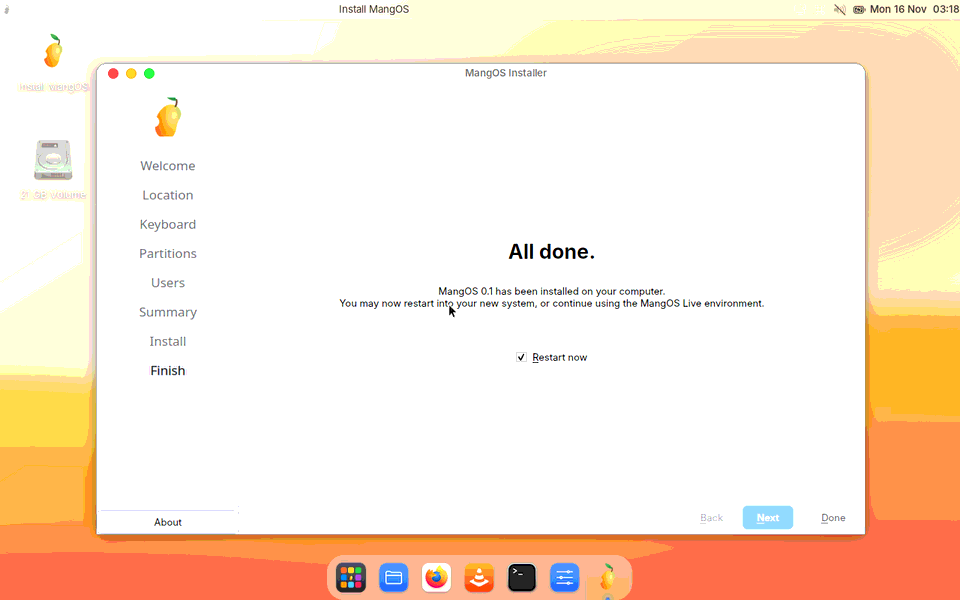 Install MangOS
Mon 16 Nov 03:18
Install MangOS
MangOS Installer
Welcome
Location
Keyboard
Partitions
Users
Summary
Install
Finish
All done.
MangOS 0.1 has been installed on your computer.
You may now restart into your new system, or continue using the MangOS Live environment.
Restart now
About
Back
Next
Done